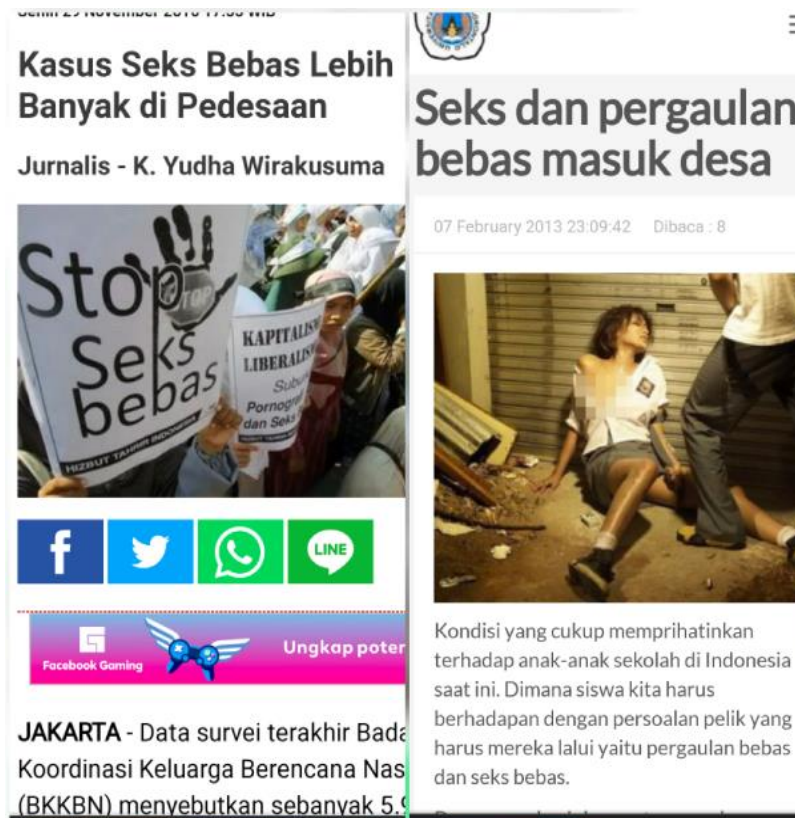 Kasus Seks Bebas Lebih
Banyak di Pedesaan
Jurnalis - K. Yudha Wirakusuma
Stop
STOP
Seks
bebas
HIZBUT TAHRIR INDONESIA
KAPITALISM
LIBERALIS
Subur
Pornogra
dan Seks
LINE
Facebook Gaming
Ungkap poten
JAKARTA - Data survei terakhir Bada
Koordinasi Keluarga Berencana Nas
(BKKBN) menyebutkan sebanyak 5.9
Seks dan pergaulan
bebas masuk desa
07 February 2013 23:09:42 Dibaca : 8
Kondisi yang cukup memprihatinkan
terhadap anak-anak sekolah di Indonesia
saat ini. Dimana siswa kita harus
berhadapan dengan persoalan pelik yang
harus mereka lalui yaitu pergaulan bebas
dan seks bebas.